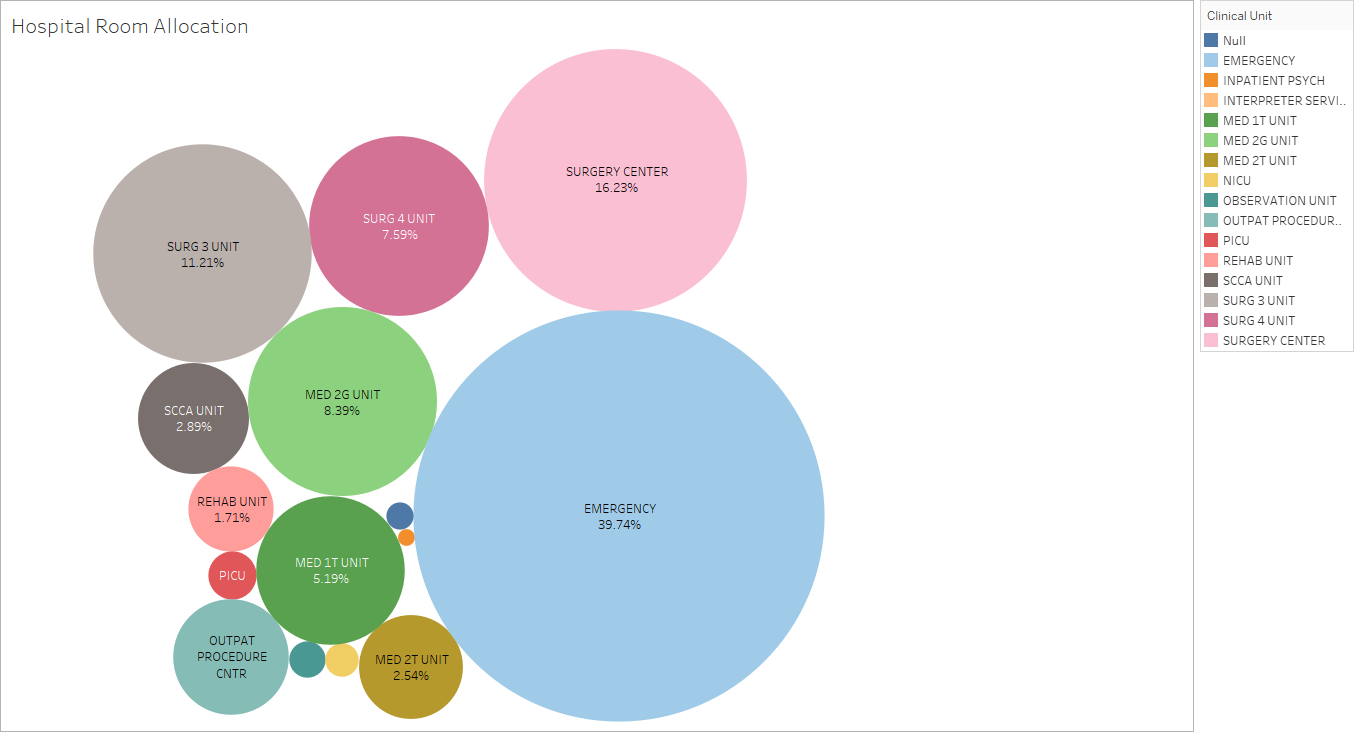 Hospital Room Allocation
SURGERY CENTER
16.23%
SURG 4 UNIT
7.59%
SURG 3 UNIT
11.21%
MED 2G UNIT
8.39%
SCCA UNIT
2.89%
REHAB UNIT
1.71%
EMERGENCY
39.74%
MED 1T UNIT
5.19%
PICU
OUTPAT
PROCEDURE
CNTR
MED 2T UNIT
2.54%
Clinical Unit
Null
EMERGENCY
INPATIENT PSYCH
INTERPRETER SERVI..
MED 1T UNIT
MED 2G UNIT
MED 2T UNIT
NICU
OBSERVATION UNIT
OUTPAT PROCEDUR..
PICU
REHAB UNIT
SCCA UNIT
SURG 3 UNIT
SURG 4 UNIT
SURGERY CENTER